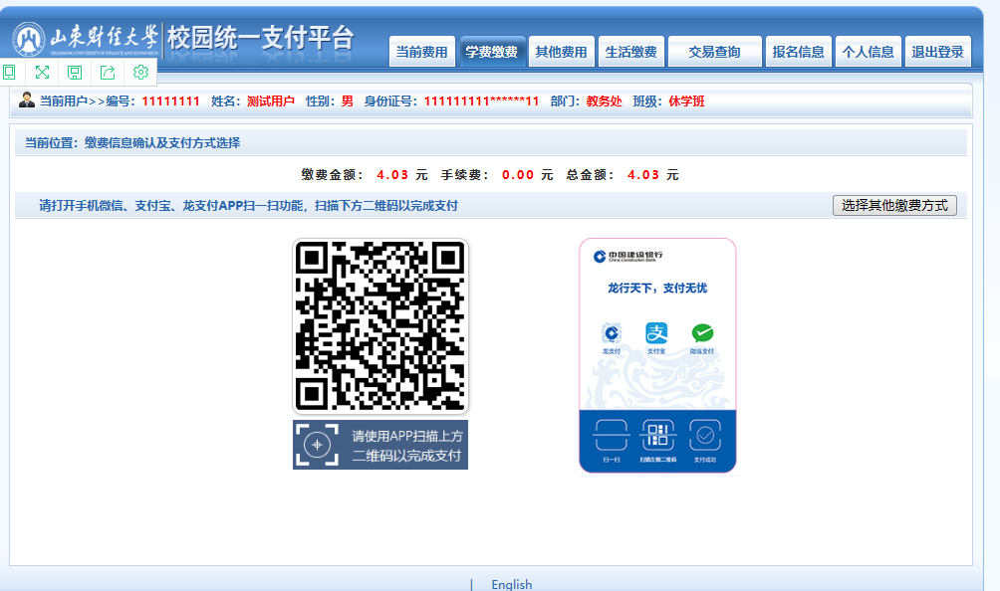 山东财经大学
SHANDONG UNIVERSITY OF FINANCE AND ECONOMICS
校园统一支付平台
当前费用 学费缴费 其他费用 生活缴费 交易查询 报名信息 个人信息 退出登录
当前用户>>编号：11111111 姓名：测试用户 性别：男 身份证号：111111111******11 部门：教务处 班级：休学班
当前位置：缴费信息确认及支付方式选择
缴费金额： 4.03 元 手续费： 0.00 元 总金额： 4.03 元
请打开手机微信、支付宝、龙支付APP扫一扫功能，扫描下方二维码以完成支付
选择其他缴费方式
请使用APP扫描上方
二维码以完成支付
中国建设银行
China Construction Bank
龙行天下，支付无忧
支
龙支付 支付宝 微信支付
扫一扫 扫描左侧二维码 支付成功
| English